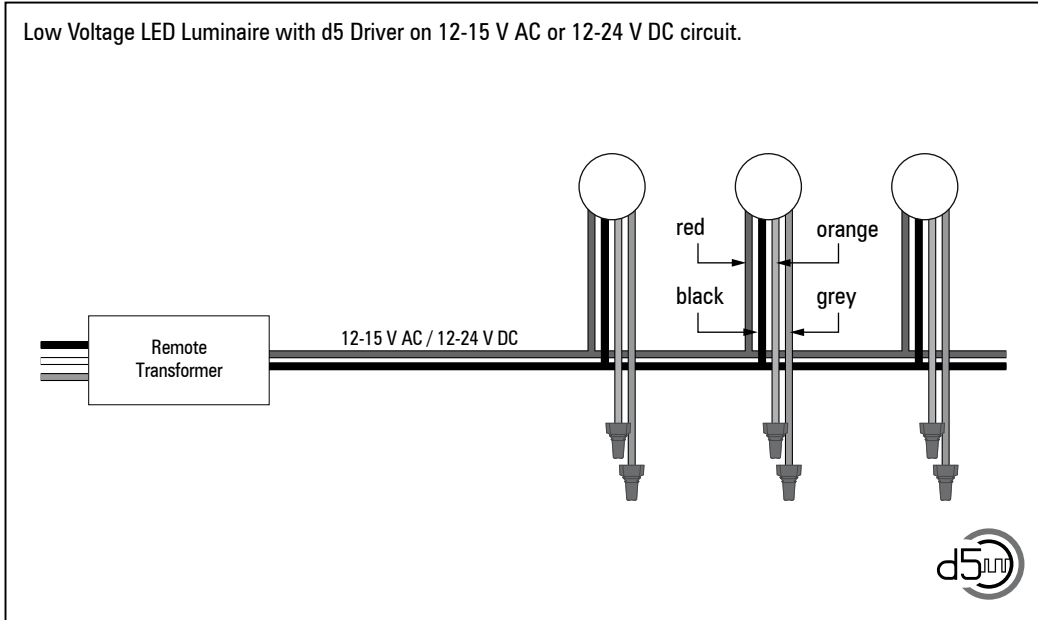 Low Voltage LED Luminaire with d5 Driver on 12-15 V AC or 12-24 V DC circuit.
red
orange
black
grey
12-15 V AC / 12-24 V DC
Remote
Transformer
d5